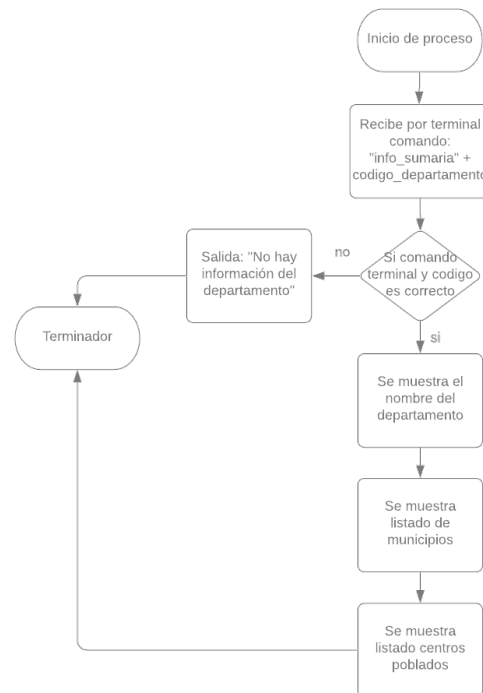 Inicio de proceso
Recibe por terminal
comando:
"info_sumaria" +
codigo_departamento
Si comando
terminal y codigo
es correcto
no
Salida: "No hay
información del
departamento"
Terminador
si
Se muestra el
nombre del
departamento
Se muestra
listado de
municipios
Se muestra
listado centros
poblados